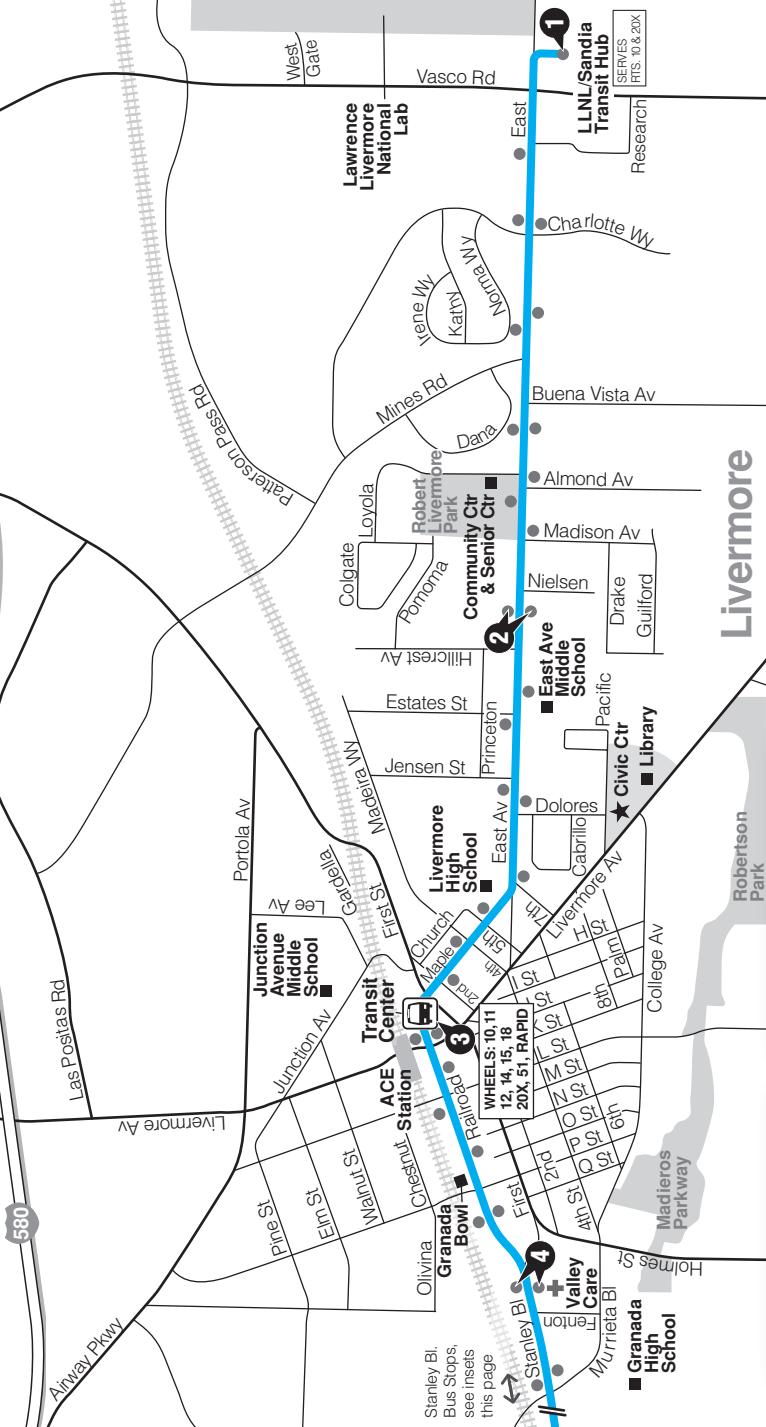 West
Gate
Vasco Rd
Lawrence
Livermore
National
Lab
East
1
LLNL/Sandia
Transit Hub
SERVES
RTS. 10 & 20X
Research
Charlotte Wy
Irene Wy
Kathy
Norma Wy
Patterson Pass Rd
Mines Rd
Dana
Buena Vista Av
Almond Av
Loyola
Robert
Livermore
Park
Community Ctr
& Senior Ctr
Colgate
Pomoma
Madison Av
Nielsen
Drake
Guilford
Livermore
2
Hillcrest Av
East Ave
Middle
School
Estates St
Princeton
Pacific
Madeira Wy
Jensen St
Civic Ctr
Library
Dolores
Cabrillo
East Av
Portola Av
Livermore
High
School
Gardella
First St
Lee Av
Junction
Avenue
Middle
School
Church
Maple
5th
4th
2nd
7th
Livermore Av
H St
Palm
8th
I St
J St
K St
L St
M St
N St
O St
P St
Q St
6th
College Av
Robertson
Park
Las Positas Rd
Junction Av
Transit
Center
3
WHEELS: 10,11
12, 14, 15, 18
20X, 51, RAPID
ACE
Station
Railroad
Livermore Av
Pine St
Elm St
Walnut St
Chestnut
Olivina
Granada
Bowl
First
2nd
4th St
Madieros
Parkway
Holmes St
580
Airway Pkwy
4
Valley
Care
Fenton
Stanley Bl
Murrieta Bl
Granada
High
School
Stanley Bl.
Bus Stops,
see insets
this page